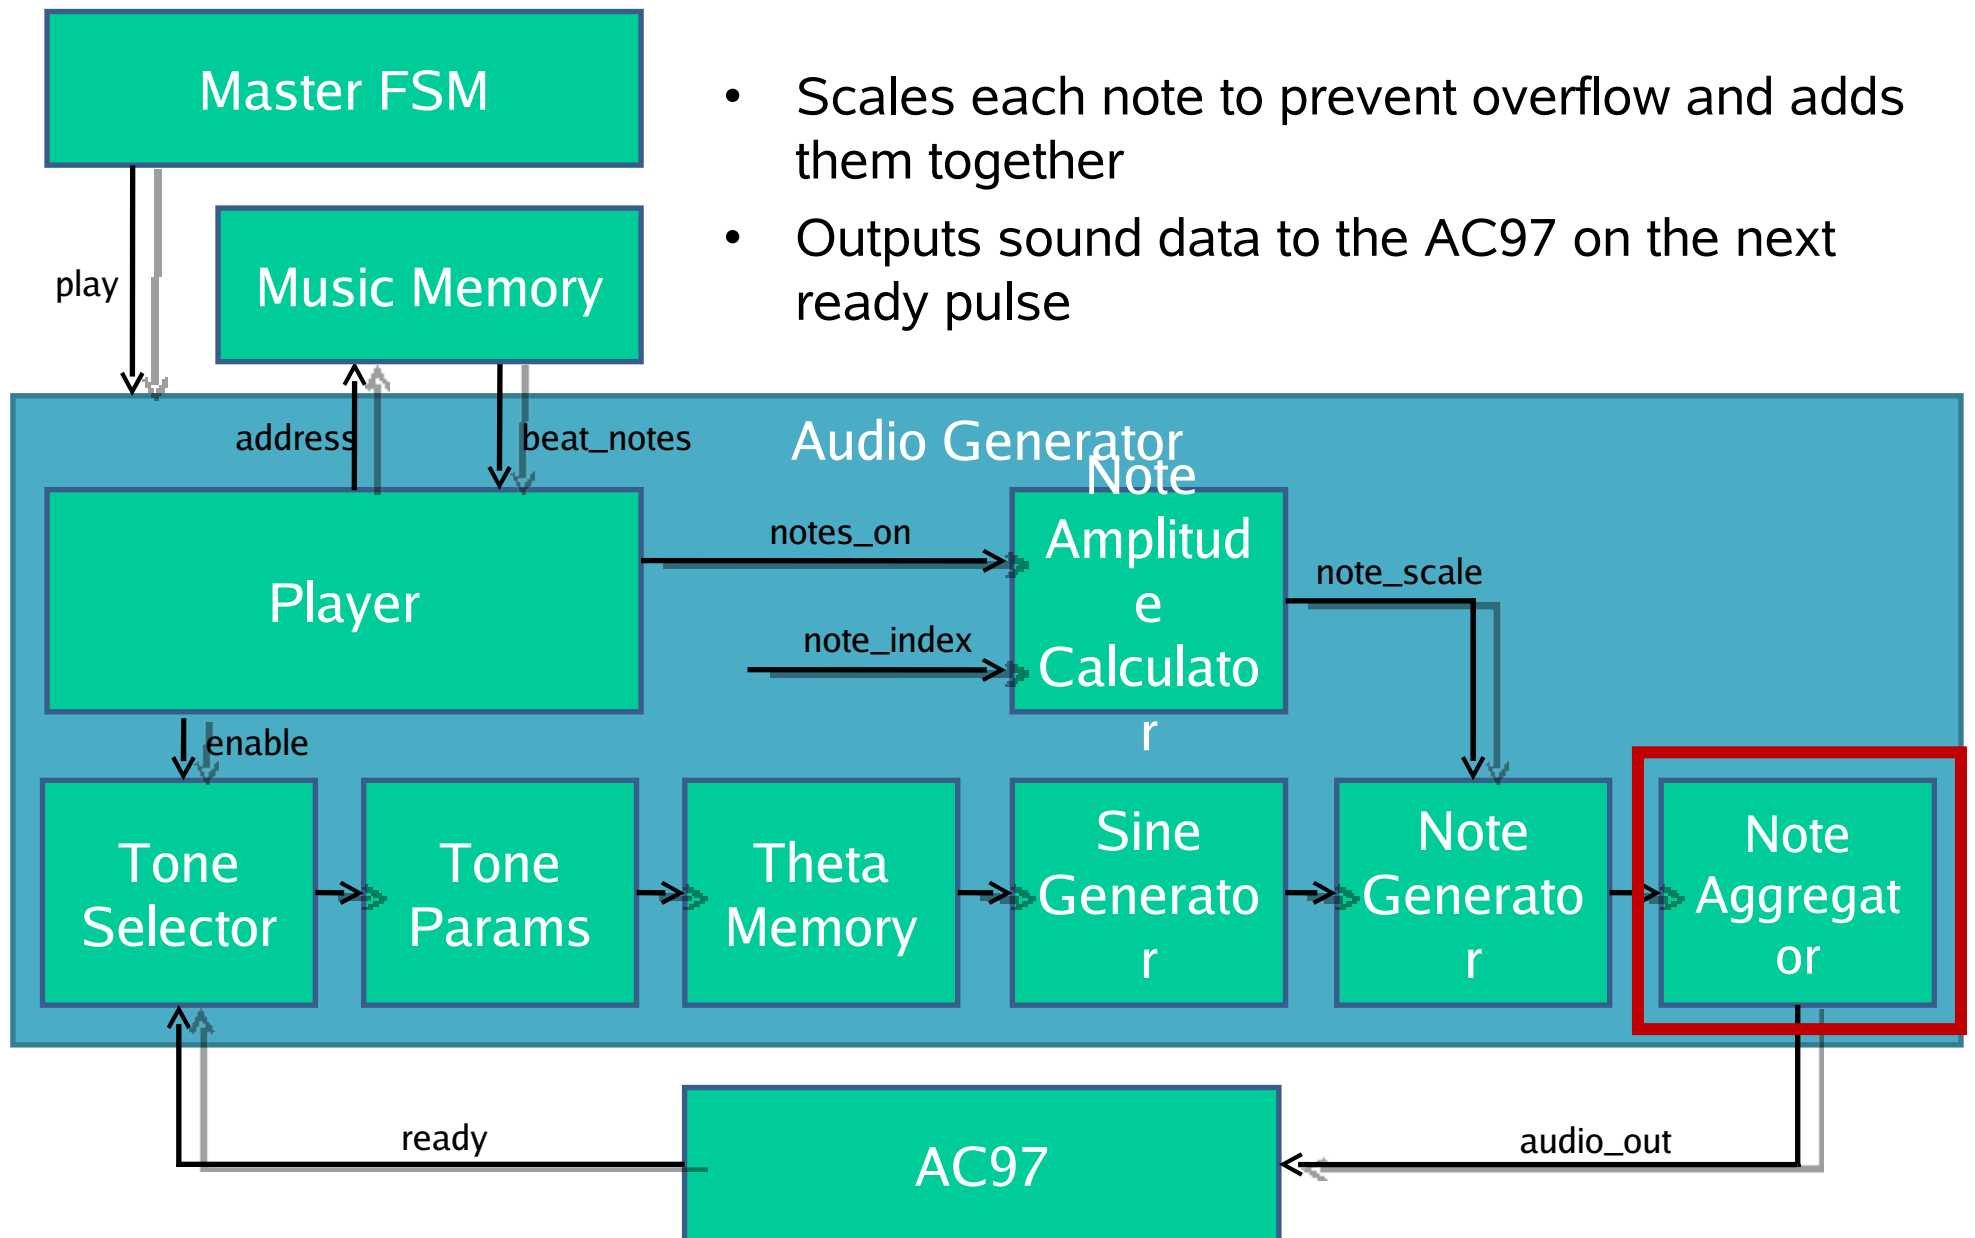 Master FSM
• Scales each note to prevent overflow and adds
them together
• Outputs sound data to the AC97 on the next
ready pulse
play
Music Memory
address
beat_notes
Audio Generator
Player
notes_on
note_index
Note
Amplitud
e
Calculato
r
note_scale
enable
Tone
Selector
Tone
Params
Theta
Memory
Sine
Generato
r
Note
Generato
r
Note
Aggregat
or
ready
AC97
audio_out